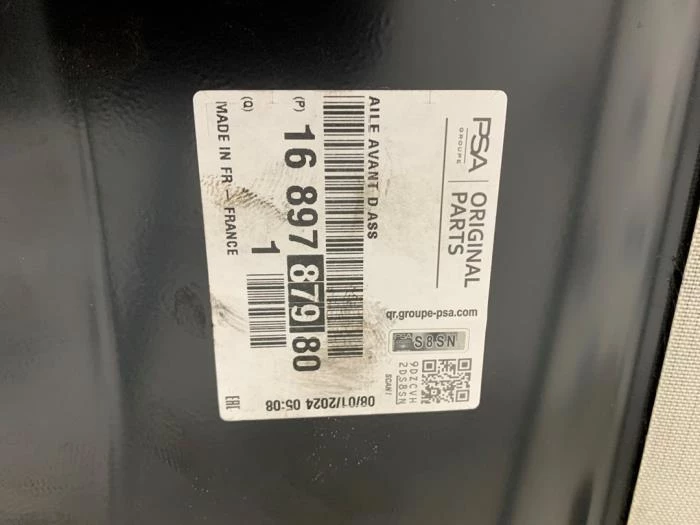 PSA
GROUPE
ORIGINAL
PARTS
qr.groupe-psa.com
S8SN
9DZCVH
2DS8SN
SCAN!
AILE AVANT D ASS
(P) 16 897 879 80
(Q) 1
MADE IN FR - FRANCE
08/01/2024 05:08
EAC